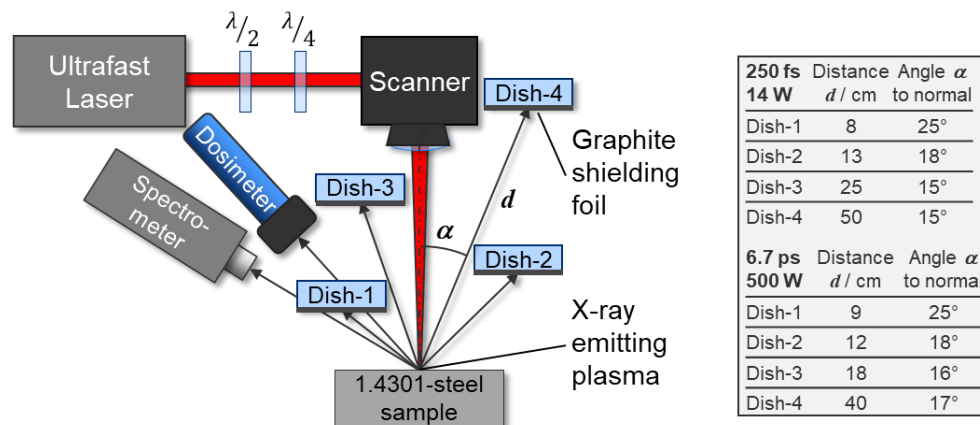 Ultrafast
Laser
λ/2
λ/4
Scanner
Dish-4
Graphite
shielding
foil
Dosimeter
Spectro-
meter
Dish-3
d
α
Dish-2
Dish-1
X-ray
emitting
plasma
1.4301-steel
sample
250 fs Distance Angle α
14 W d / cm to normal
Dish-1 8 25°
Dish-2 13 18°
Dish-3 25 15°
Dish-4 50 15°
6.7 ps Distance Angle α
500 W d / cm to normal
Dish-1 9 25°
Dish-2 12 18°
Dish-3 18 16°
Dish-4 40 17°